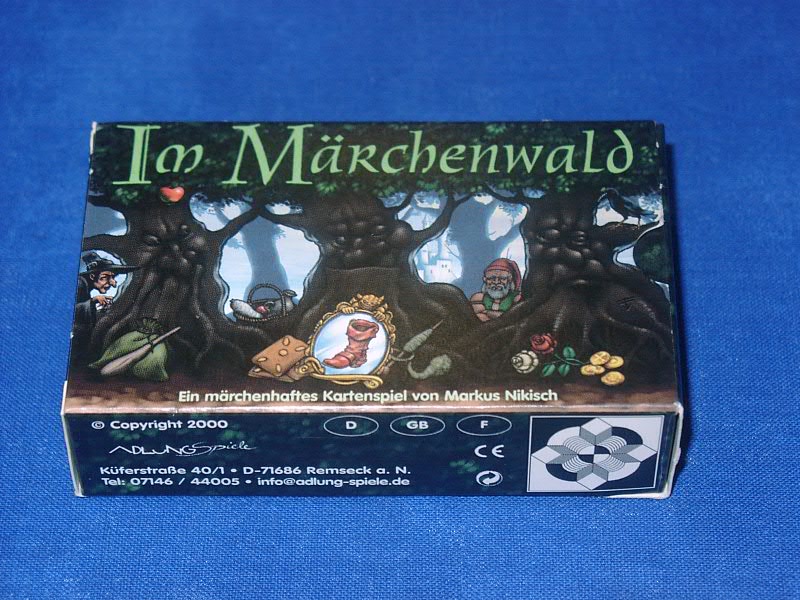 Im Märchenwald
Ein märchenhaftes Kartenspiel von Markus Nikisch
© Copyright 2000
D GB F
ADLUNG Spiele
CE
Küferstraße 40/1 • D-71686 Remseck a. N.
Tel: 07146 / 44005 • info@adlung-spiele.de